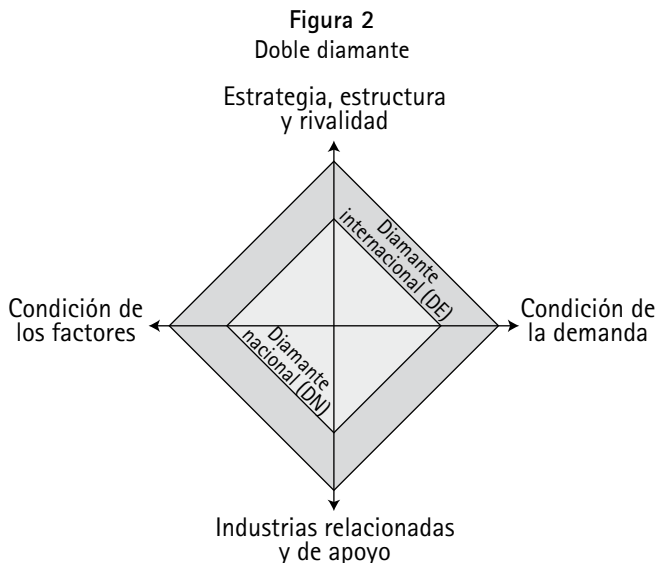 Figura 2
Doble diamante
Estrategia, estructura
y rivalidad
Diamante
internacional (DE)
Condición de
los factores
Condición de
la demanda
Diamante
nacional (DN)
Industrias relacionadas
y de apoyo